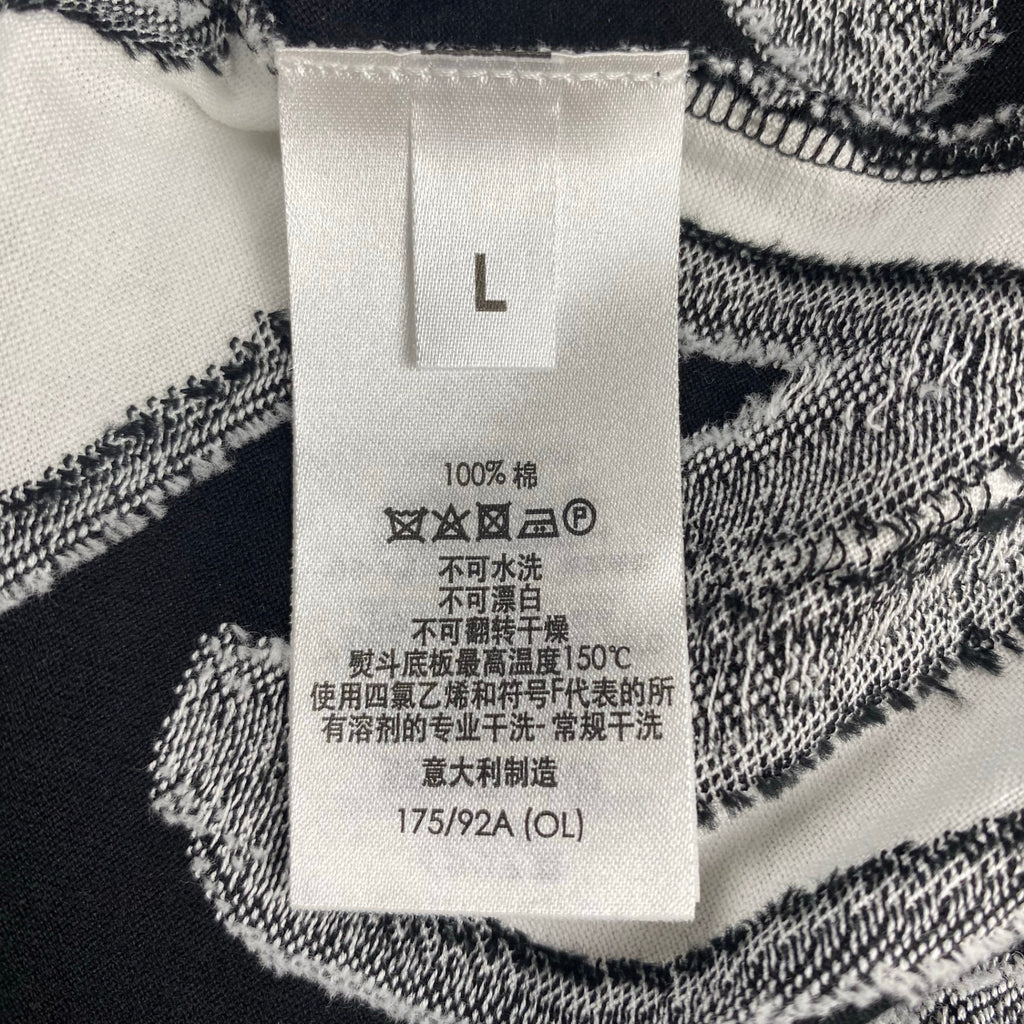 L
100% 棉
P
不可水洗
不可漂白
不可翻转干燥
熨斗底板最高温度150℃
使用四氯乙烯和符号F代表的所
有溶剂的专业干洗- 常规干洗
意大利制造
175/92A (OL)